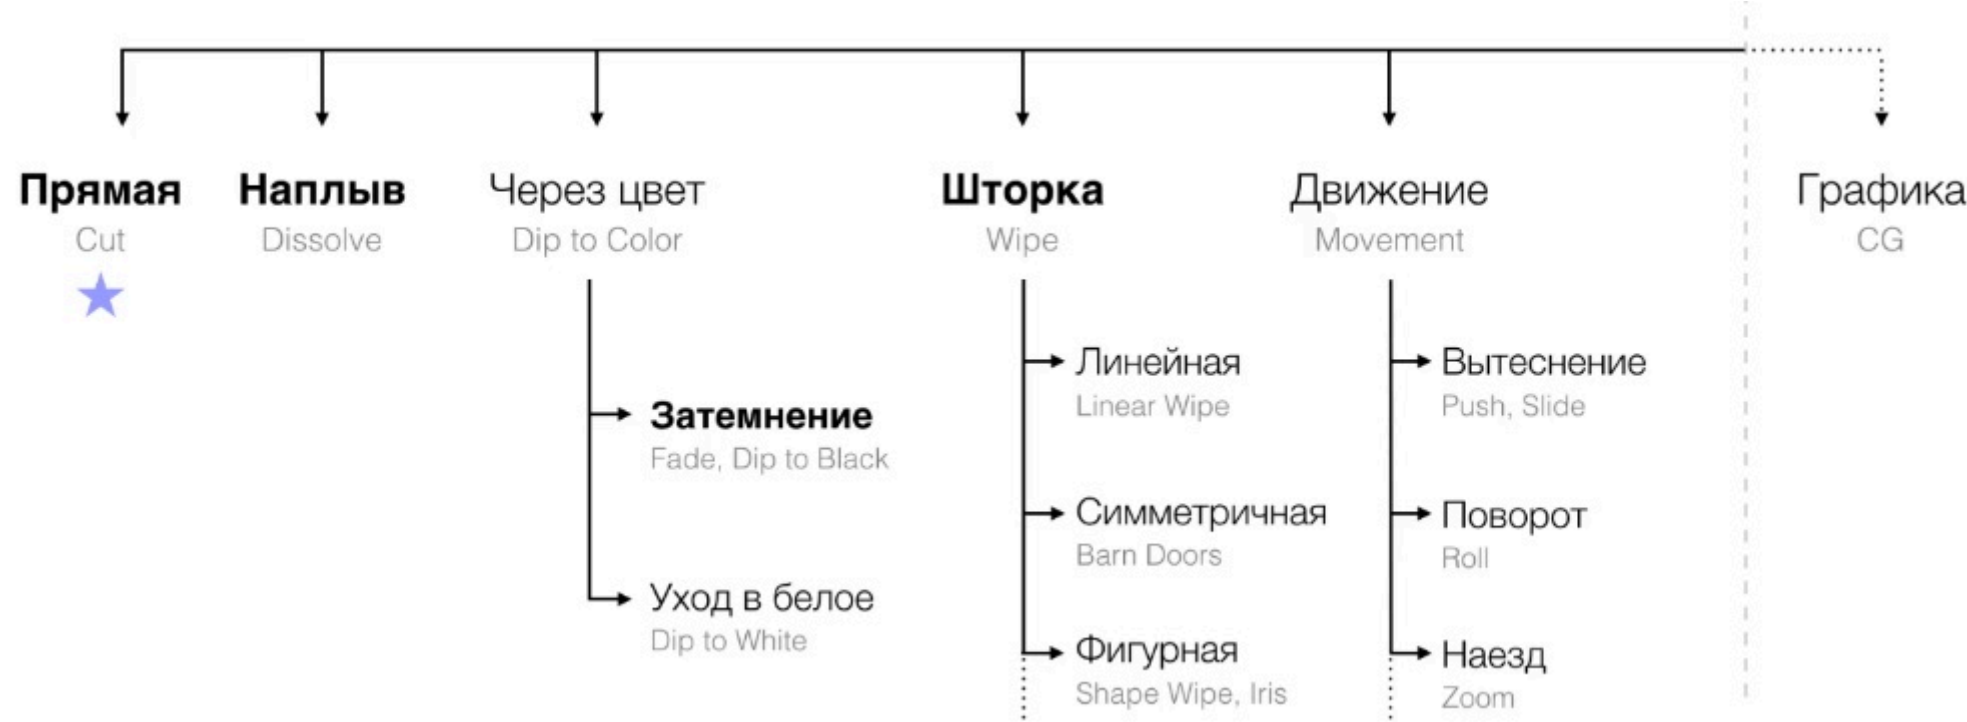 Прямая
Cut
Наплыв
Dissolve
Через цвет
Dip to Color
Затемнение
Fade, Dip to Black
Уход в белое
Dip to White
Шторка
Wipe
Линейная
Linear Wipe
Симметричная
Barn Doors
Фигурная
Shape Wipe, Iris
Движение
Movement
Вытеснение
Push, Slide
Поворот
Roll
Наезд
Zoom
Графика
CG